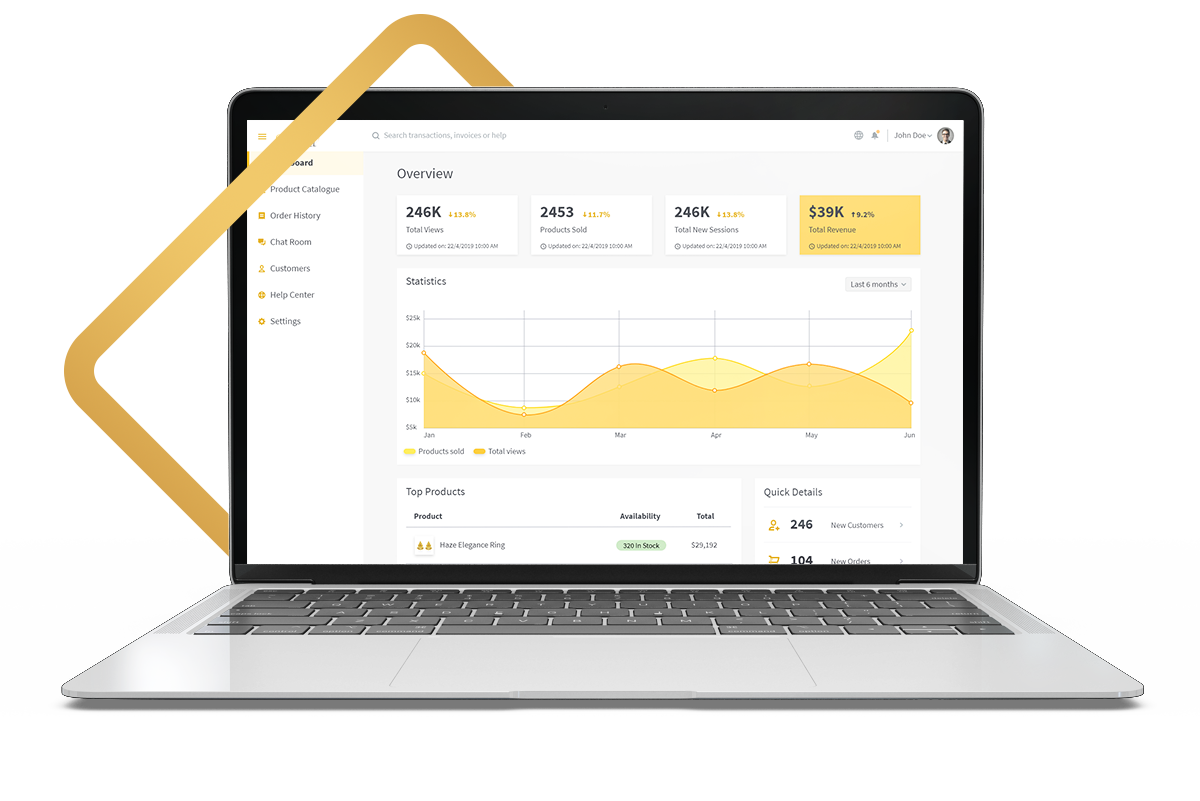 Search transactions, invoices or help
John Doe
board
Product Catalogue
Order History
Chat Room
Customers
Help Center
Settings
Overview
246K 13.8%
Total Views
Updated on: 22/4/2019 10:00 AM
2453 11.7%
Products Sold
Updated on: 22/4/2019 10:00 AM
246K 13.8%
Total New Sessions
Updated on: 22/4/2019 10:00 AM
$39K 9.2%
Total Revenue
Updated on: 22/4/2019 10:00 AM
Statistics
Last 6 months
$25k
$20k
$15k
$10k
$5k
Jan Feb Mar Apr May Jun
Products sold Total views
Top Products
Product Availability Total
Haze Elegance Ring 320 In Stock $29,192
Quick Details
246 New Customers
104 New Orders